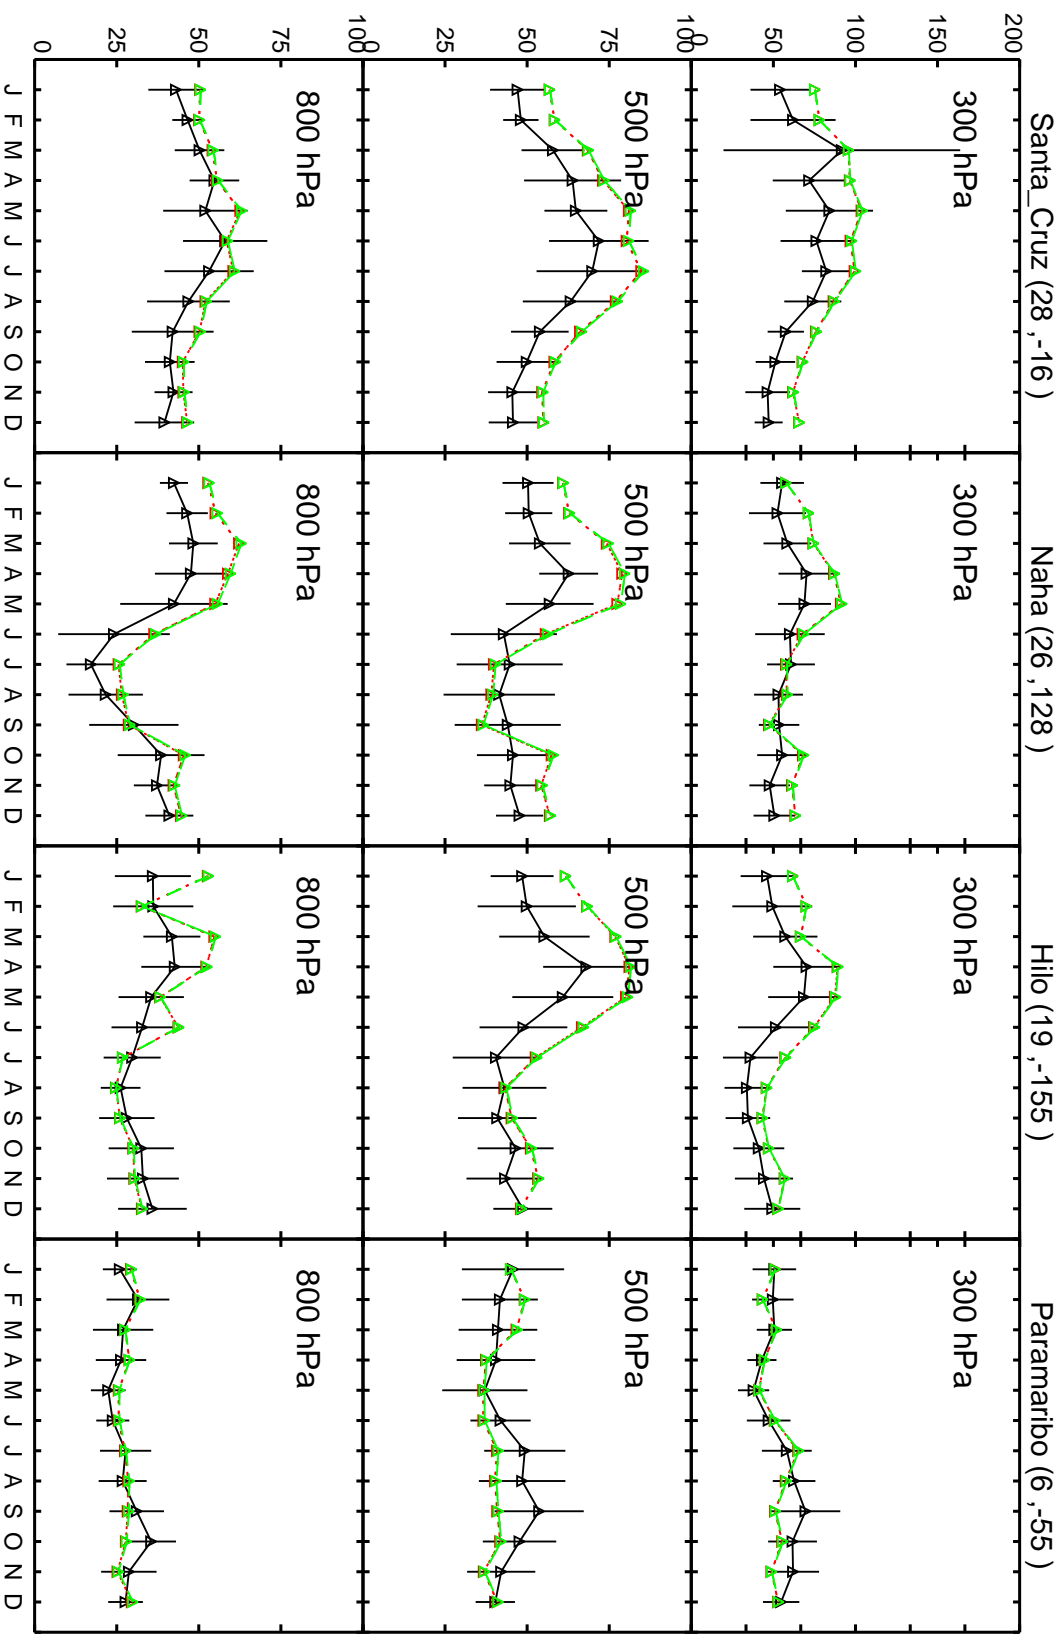 Santa_Cruz (28 ,-16 )
Naha (26 ,128 )
Hilo (19 ,-155 )
Paramaribo (6 ,-55 )
200
150
100
50
0
300 hPa
300 hPa
300 hPa
300 hPa
100
75
50
25
0
500 hPa
500 hPa
500 hPa
500 hPa
100
75
50
25
0
800 hPa
800 hPa
800 hPa
800 hPa
J F M A M J J A S O N D
J F M A M J J A S O N D
J F M A M J J A S O N D
J F M A M J J A S O N D